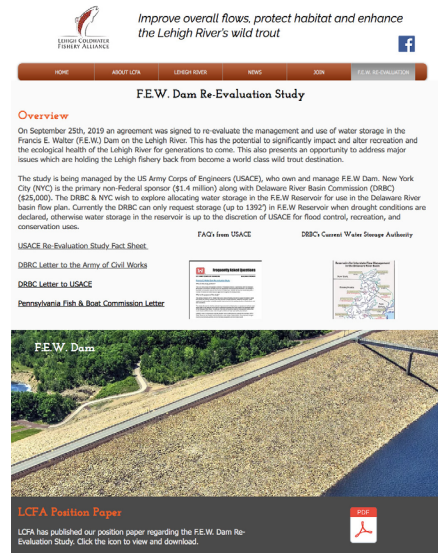 Improve overall flows, protect habitat and enhance
the Lehigh River's wild trout
LEHIGH COLDWATER
FISHERY ALLIANCE
HOME ABOUT LCFA LEHIGH RIVER NEWS JOIN F.E.W. RE-EVALUATION
F.E.W. Dam Re-Evaluation Study
Overview
On September 25th, 2019 an agreement was signed to re-evaluate the management and use of water storage in the
Francis E. Walter (F.E.W.) Dam on the Lehigh River. This has the potential to significantly impact and alter recreation and
the ecological health of the Lehigh River for generations to come. This also presents an opportunity to address major
issues which are holding the Lehigh fishery back from become a world class wild trout destination.
The study is being managed by the US Army Corps of Engineers (USACE), who own and manage F.E.W Dam. New York
City (NYC) is the primary non-Federal sponsor ($1.4 million) along with Delaware River Basin Commission (DRBC)
($25,000). The DRBC & NYC wish to explore allocating water storage in the F.E.W Reservoir for use in the Delaware River
basin flow plan. Currently the DRBC can only request storage (up to 1392') in F.E.W Reservoir when drought conditions are
declared, otherwise water storage in the reservoir is up to the discretion of USACE for flood control, recreation, and
conservation uses.
FAQ's from USACE DRBC's Current Water Storage Authority
USACE Re-Evaluation Study Fact Sheet
DBRC Letter to the Army of Civil Works
DRBC Letter to USACE
Pennsylvania Fish & Boat Commission Letter
Frequently Asked Questions
F.E.W. Dam
LCFA Position Paper
LCFA has published our position paper regarding the F.E.W. Dam Re-
Evaluation Study. Click the icon to view and download.
PDF